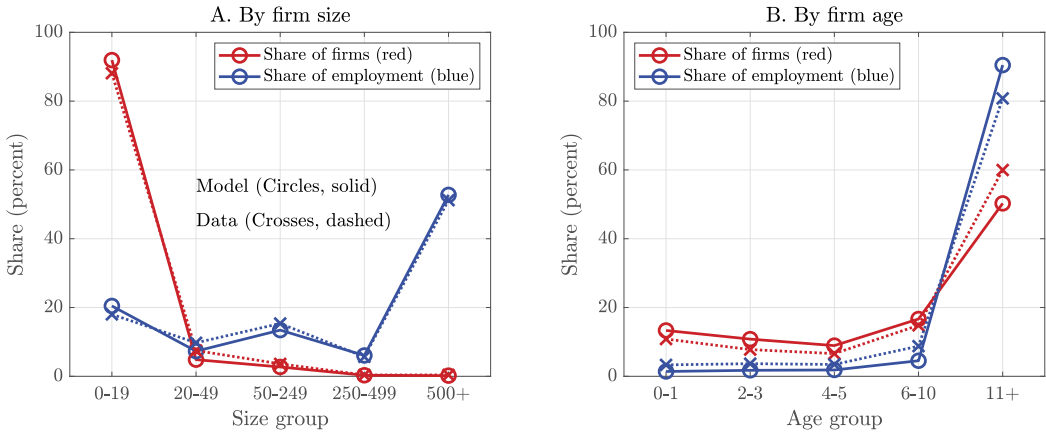 A. By firm size
Share of firms (red)
Share of employment (blue)
Model (Circles, solid)
Data (Crosses, dashed)
Share (percent)
100
80
60
40
20
0
0-19 20-49 50-249 250-499 500+
Size group
B. By firm age
Share of firms (red)
Share of employment (blue)
Share (percent)
100
80
60
40
20
0
0-1 2-3 4-5 6-10 11+
Age group